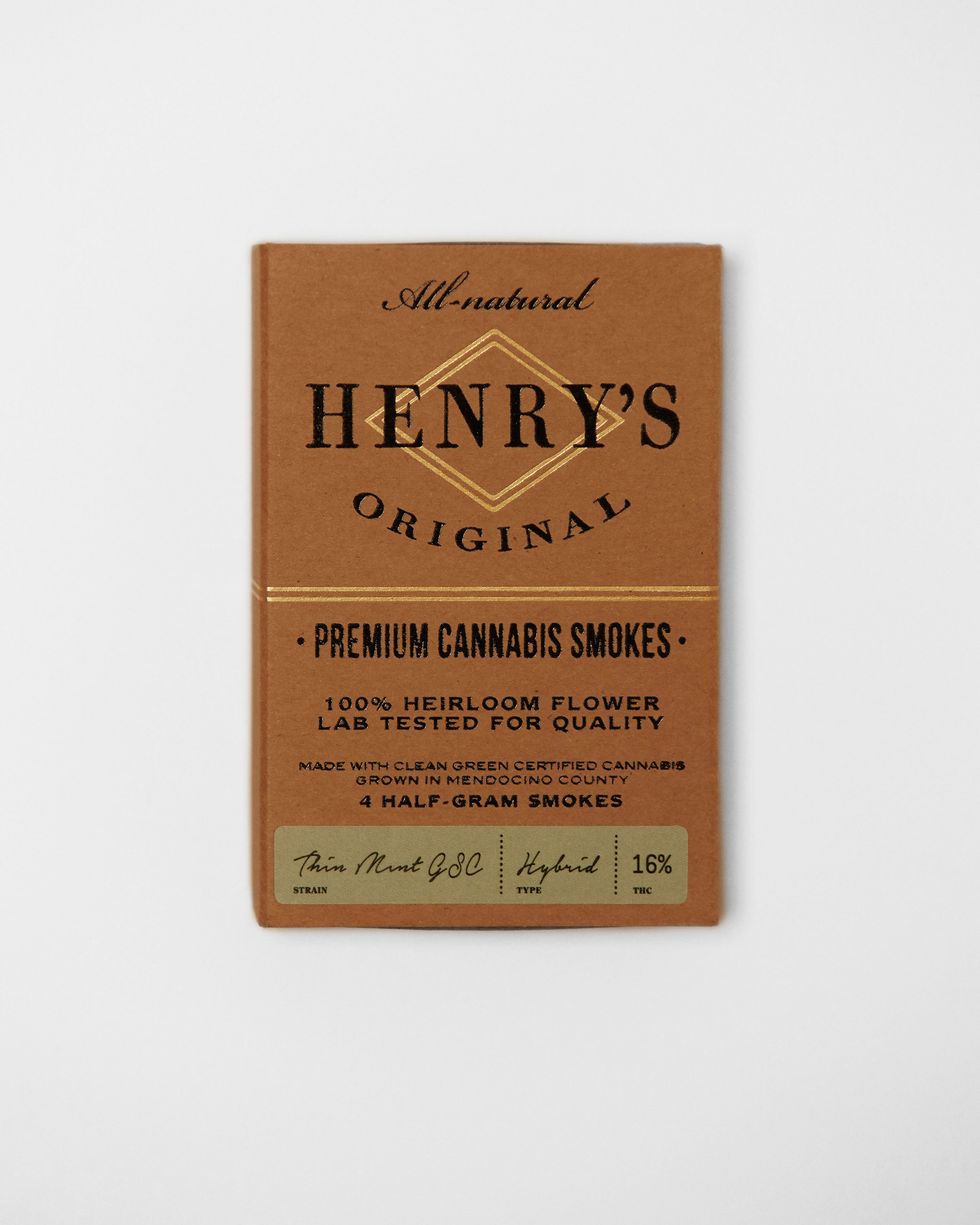 All-natural
HENRY'S
ORIGINAL
• PREMIUM CANNABIS SMOKES •
100% HEIRLOOM FLOWER
LAB TESTED FOR QUALITY
MADE WITH CLEAN GREEN CERTIFIED CANNABIS
GROWN IN MENDOCINO COUNTY
4 HALF-GRAM SMOKES
Thin Mint GSC Hybrid 16%
STRAIN TYPE THC